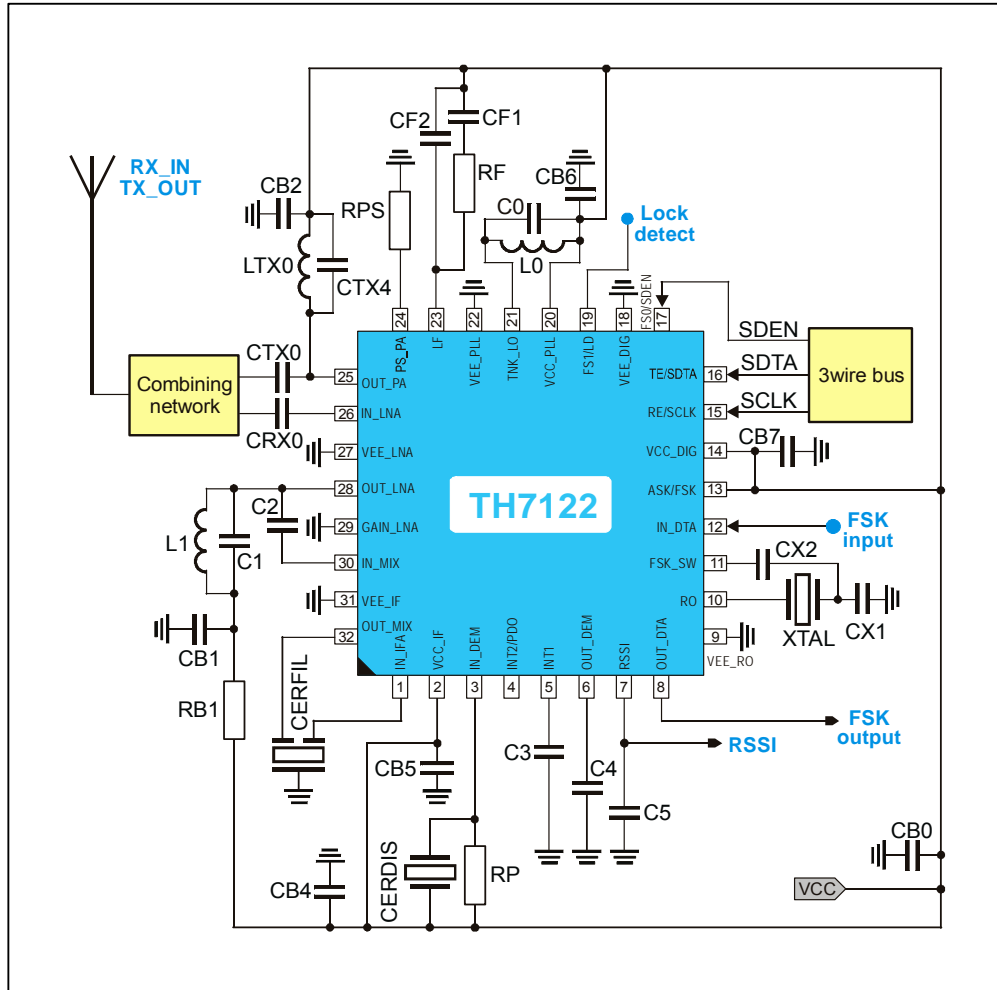 CF2
CF1
RX_IN
TX_OUT
CB2
RPS
RF
CB6
C0
Lock
detect
LTX0
CTX4
L0
24
23
22
21
20
19
18
17
PS_PA
LF
VEE_PLL
TNK_LO
VCC_PLL
FS1/LD
VEE_DIG
FS0/SDEN
SDEN
SDTA
SCLK
3wire bus
CTX0
Combining
network
CRX0
25
OUT_PA
26
IN_LNA
27
VEE_LNA
28
OUT_LNA
29
GAIN_LNA
30
IN_MIX
31
VEE_IF
32
OUT_MIX
TE/SDTA
16
RE/SCLK
15
VCC_DIG
14
CB7
ASK/FSK
13
IN_DTA
12
FSK
input
FSK_SW
11
CX2
RO
10
XTAL
CX1
9
VEE_RO
TH7122
C2
L1
C1
CB1
RB1
CERFIL
IN_IFA
VCC_IF
IN_DEM
INT2/PDO
INT1
OUT_DEM
RSSI
OUT_DTA
1
2
3
4
5
6
7
8
FSK
output
RSSI
CB5
C3
C4
C5
CERDIS
RP
CB4
CB0
VCC